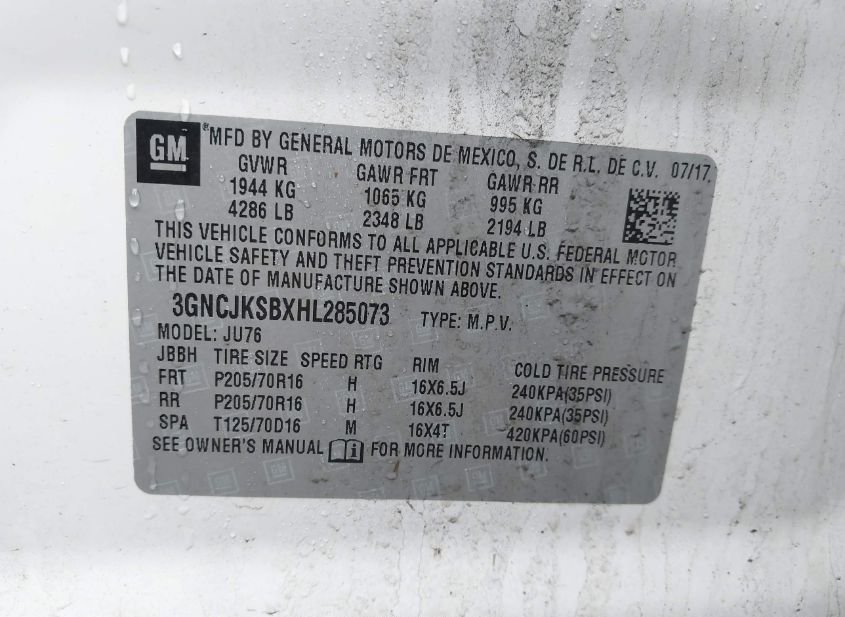 GM ®MFD BY GENERAL MOTORS DE MEXICO, S. DE R.L. DE C.V. 07/17
GVWR GAWR FRT GAWR RR
1944 KG 1065 KG 995 KG
4286 LB 2348 LB 2194 LB
THIS VEHICLE CONFORMS TO ALL APPLICABLE U.S. FEDERAL MOTOR
VEHICLE SAFETY AND THEFT PREVENTION STANDARDS IN EFFECT ON
THE DATE OF MANUFACTURE SHOWN ABOVE.
3GNCJKSBXHL285073 TYPE: M.P.V.
MODEL: JU76
JBBH TIRE SIZE SPEED RTG RIM COLD TIRE PRESSURE
FRT P205/70R16 H 16X6.5J 240KPA(35PSI)
RR P205/70R16 H 16X6.5J 240KPA(35PSI)
SPA T125/70D16 M 16X4T 420KPA(60PSI)
SEE OWNER'S MANUAL FOR MORE INFORMATION.